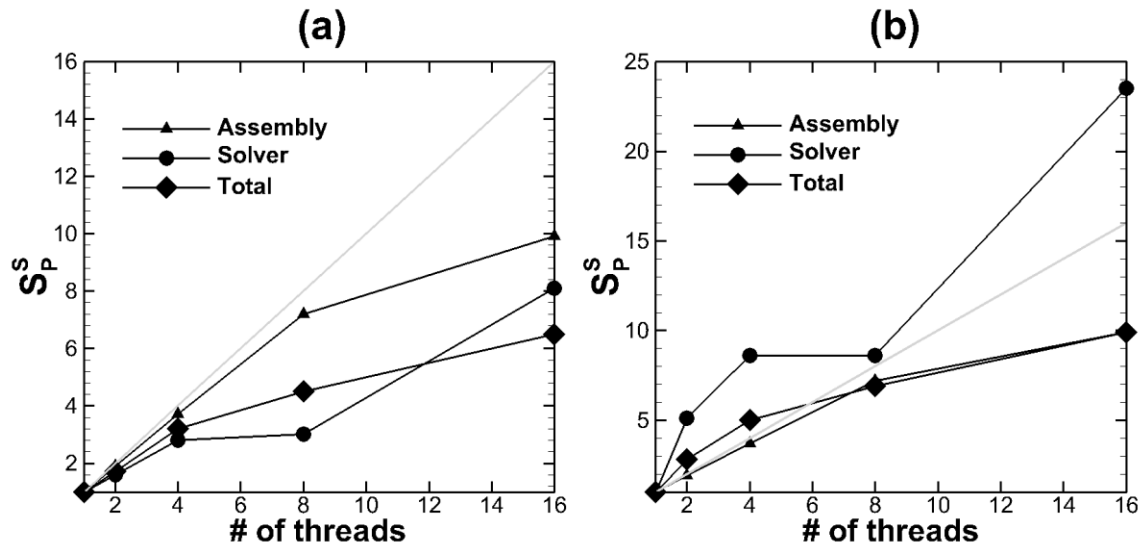 (a)
16
14
12
10
8
6
4
2
S_P^S
Assembly
Solver
Total
2 4 6 8 10 12 14 16
# of threads
(b)
25
20
15
10
5
S_P^S
Assembly
Solver
Total
2 4 6 8 10 12 14 16
# of threads